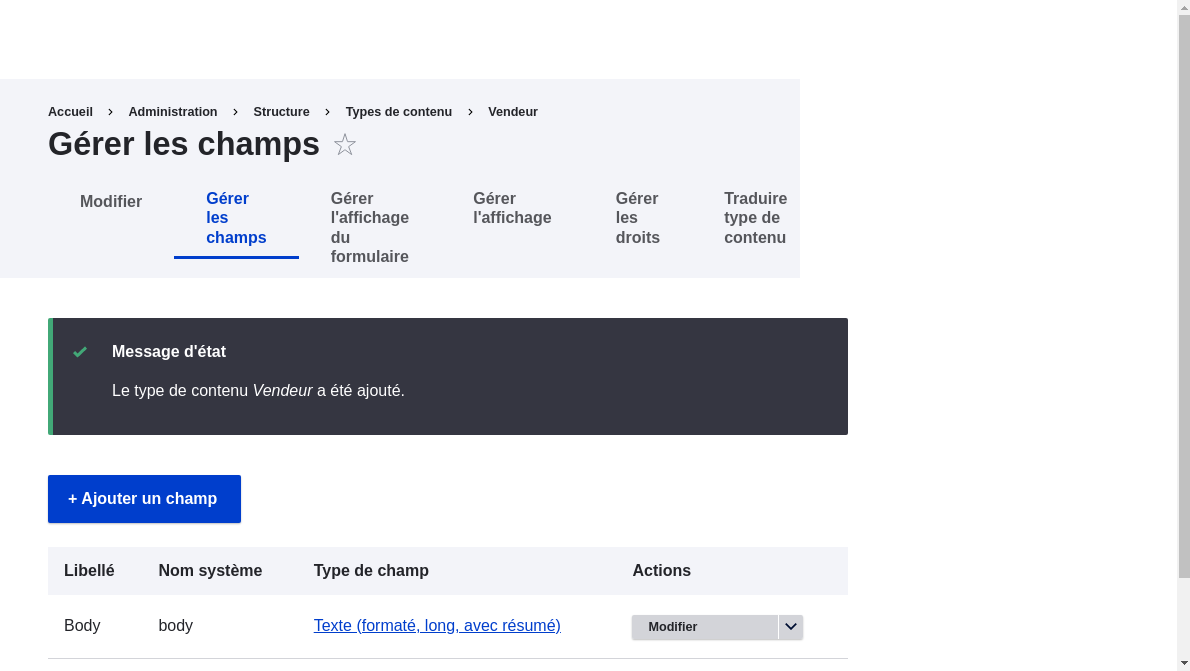 Accueil › Administration › Structure › Types de contenu › Vendeur
Gérer les champs
Modifier
Gérer
les
champs
Gérer
l'affichage
du
formulaire
Gérer
l'affichage
Gérer
les
droits
Traduire
type de
contenu
Message d'état
Le type de contenu Vendeur a été ajouté.
+ Ajouter un champ
Libellé Nom système Type de champ Actions
Body body Texte (formaté, long, avec résumé) Modifier